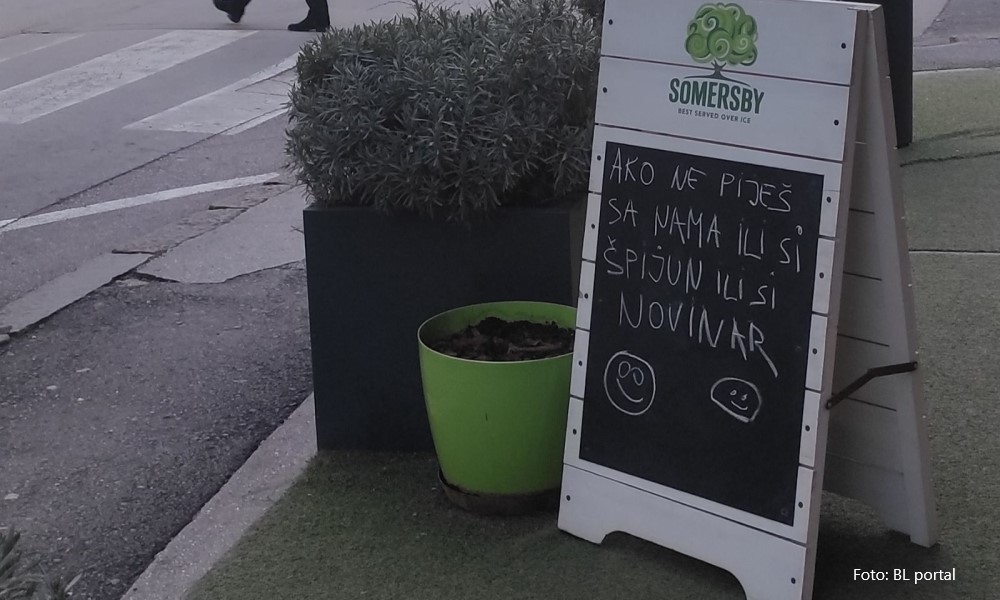 SOMERSBY
BEST SERVED OVER ICE
AKO NE PIJEŠ
SA NAMA ILI SI
ŠPIJUN ILI SI
NOVINAR
Foto: BL portal